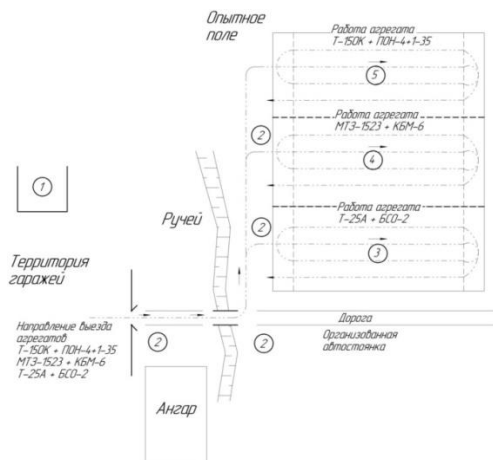 Опытное
поле
Работа агрегата
Т-150К + ПОН-4+1-35
5
2
Работа агрегата
МТЗ-1523 + КБМ-6
4
1
Ручей
2
Работа агрегата
Т-25А + БСО-2
3
Территория
гаражей
Дорога
Направление выезда
агрегатов
Т-150К + ПОН-4+1-35
МТЗ-1523 + КБМ-6
Т-25А + БСО-2
2
2
Организованная
автостоянка
Ангар